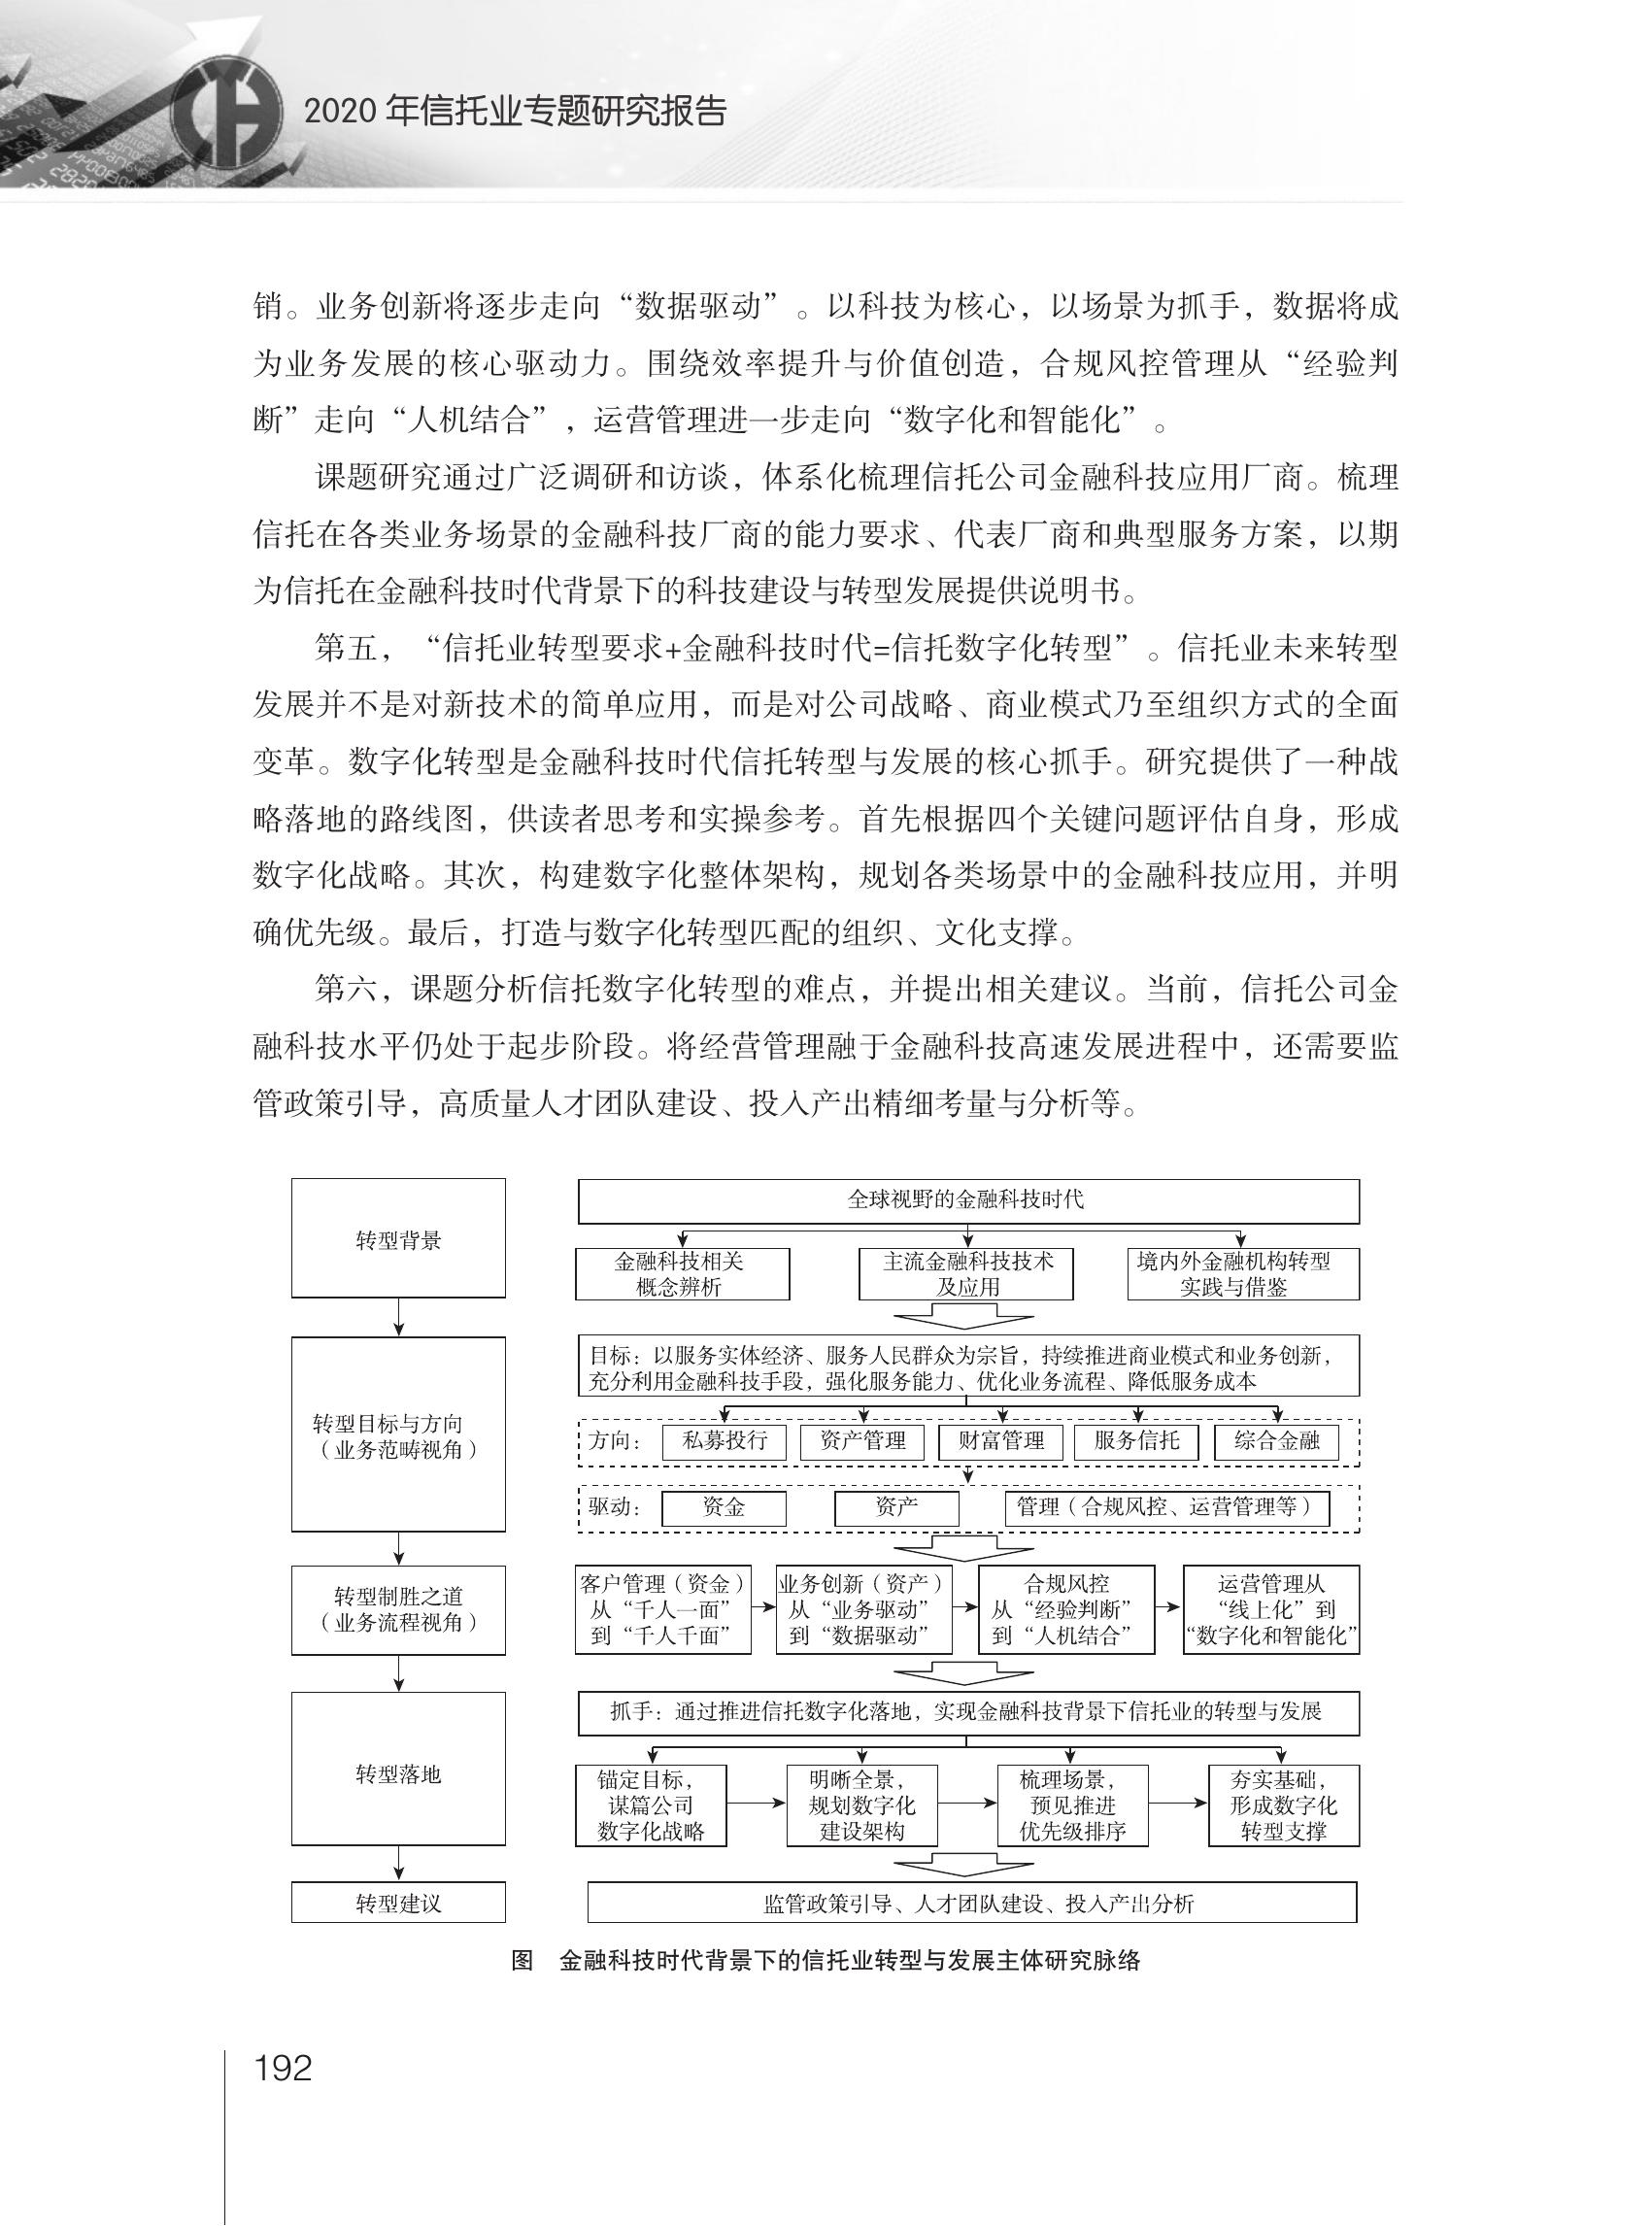 2020 年信托业专题研究报告
销。业务创新将逐步走向“数据驱动”。以科技为核心，以场景为抓手，数据将成
为业务发展的核心驱动力。围绕效率提升与价值创造，合规风控管理从“经验判
断”走向“人机结合”，运营管理进一步走向“数字化和智能化”。
课题研究通过广泛调研和访谈，体系化梳理信托公司金融科技应用厂商。梳理
信托在各类业务场景的金融科技厂商的能力要求、代表厂商和典型服务方案，以期
为信托在金融科技时代背景下的科技建设与转型发展提供说明书。
第五，“信托业转型要求+金融科技时代=信托数字化转型”。信托业未来转型
发展并不是对新技术的简单应用，而是对公司战略、商业模式乃至组织方式的全面
变革。数字化转型是金融科技时代信托转型与发展的核心抓手。研究提供了一种战
略落地的路线图，供读者思考和实操参考。首先根据四个关键问题评估自身，形成
数字化战略。其次，构建数字化整体架构，规划各类场景中的金融科技应用，并明
确优先级。最后，打造与数字化转型匹配的组织、文化支撑。
第六，课题分析信托数字化转型的难点，并提出相关建议。当前，信托公司金
融科技水平仍处于起步阶段。将经营管理融于金融科技高速发展进程中，还需要监
管政策引导，高质量人才团队建设、投入产出精细考量与分析等。
转型背景
全球视野的金融科技时代
金融科技相关
概念辨析
主流金融科技技术
及应用
境内外金融机构转型
实践与借鉴
转型目标与方向
（业务范畴视角）
目标：以服务实体经济、服务人民群众为宗旨，持续推进商业模式和业务创新，
充分利用金融科技手段，强化服务能力、优化业务流程、降低服务成本
方向： 私募投行 资产管理 财富管理 服务信托 综合金融
驱动： 资金 资产 管理（合规风控、运营管理等）
转型制胜之道
（业务流程视角）
客户管理（资金）
从“千人一面”
到“千人千面”
业务创新（资产）
从“业务驱动”
到“数据驱动”
合规风控
从“经验判断”
到“人机结合”
运营管理从
“线上化”到
“数字化和智能化”
转型落地
抓手：通过推进信托数字化落地，实现金融科技背景下信托业的转型与发展
锚定目标，
谋篇公司
数字化战略
明晰全景，
规划数字化
建设架构
梳理场景，
预见推进
优先级排序
夯实基础，
形成数字化
转型支撑
转型建议
监管政策引导、人才团队建设、投入产出分析
图　金融科技时代背景下的信托业转型与发展主体研究脉络
192